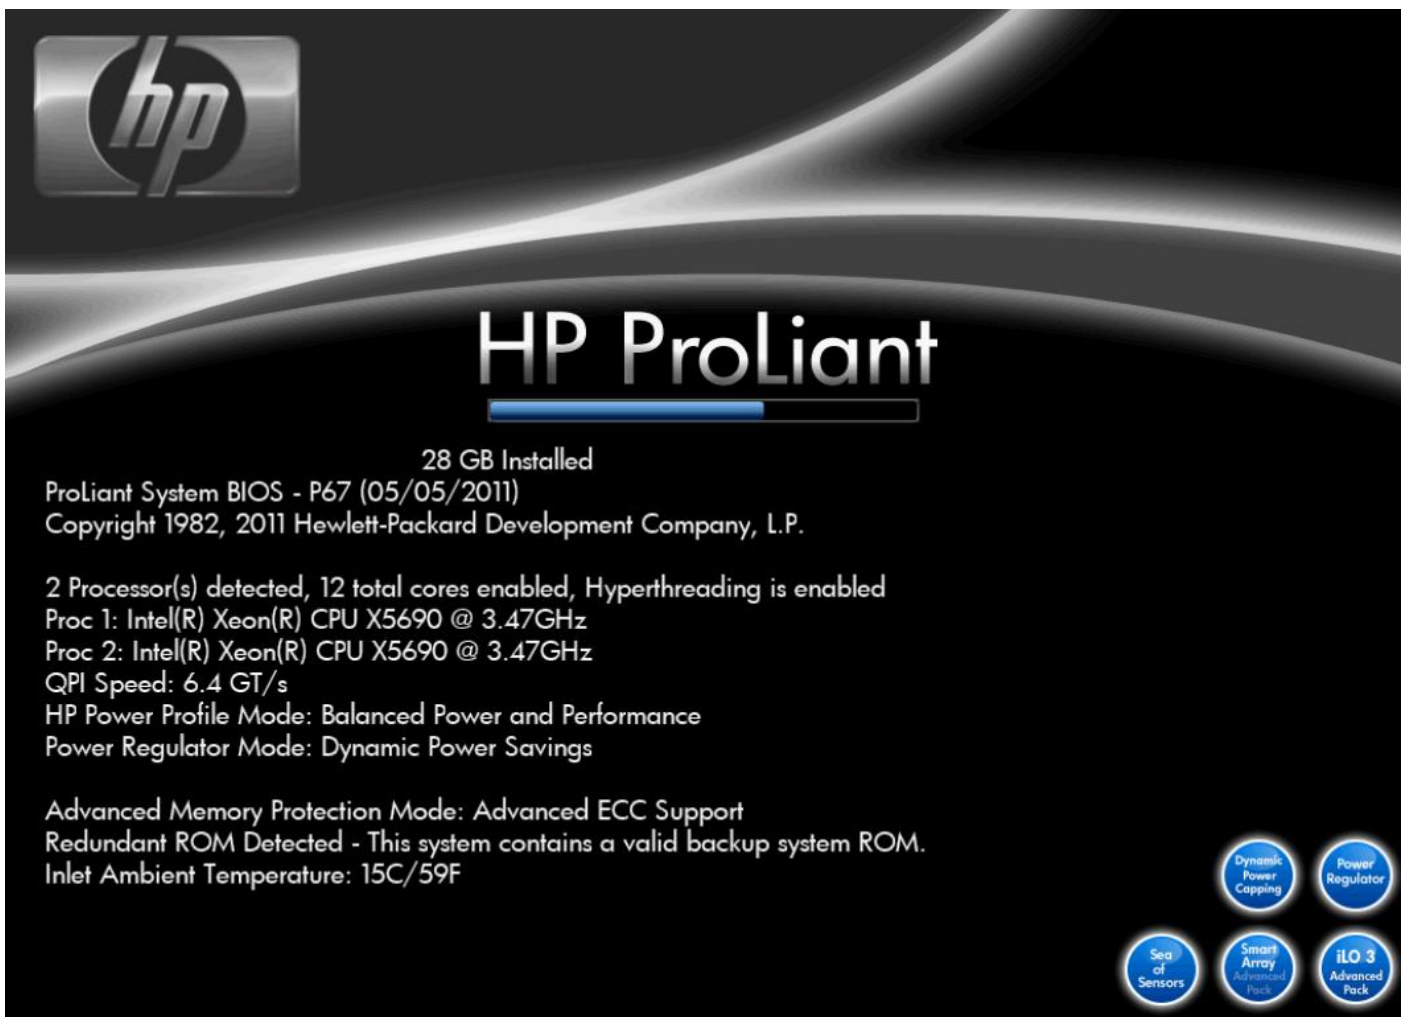 hp
HP ProLiant
28 GB Installed
ProLiant System BIOS - P67 (05/05/2011)
Copyright 1982, 2011 Hewlett-Packard Development Company, L.P.
2 Processor(s) detected, 12 total cores enabled, Hyperthreading is enabled
Proc 1: Intel(R) Xeon(R) CPU X5690 @ 3.47GHz
Proc 2: Intel(R) Xeon(R) CPU X5690 @ 3.47GHz
QPI Speed: 6.4 GT/s
HP Power Profile Mode: Balanced Power and Performance
Power Regulator Mode: Dynamic Power Savings
Advanced Memory Protection Mode: Advanced ECC Support
Redundant ROM Detected - This system contains a valid backup system ROM.
Inlet Ambient Temperature: 15C/59F
Dynamic
Power
Capping
Power
Regulator
Sea
of
Sensors
Smart
Array
Advanced
Pack
iLO 3
Advanced
Pack